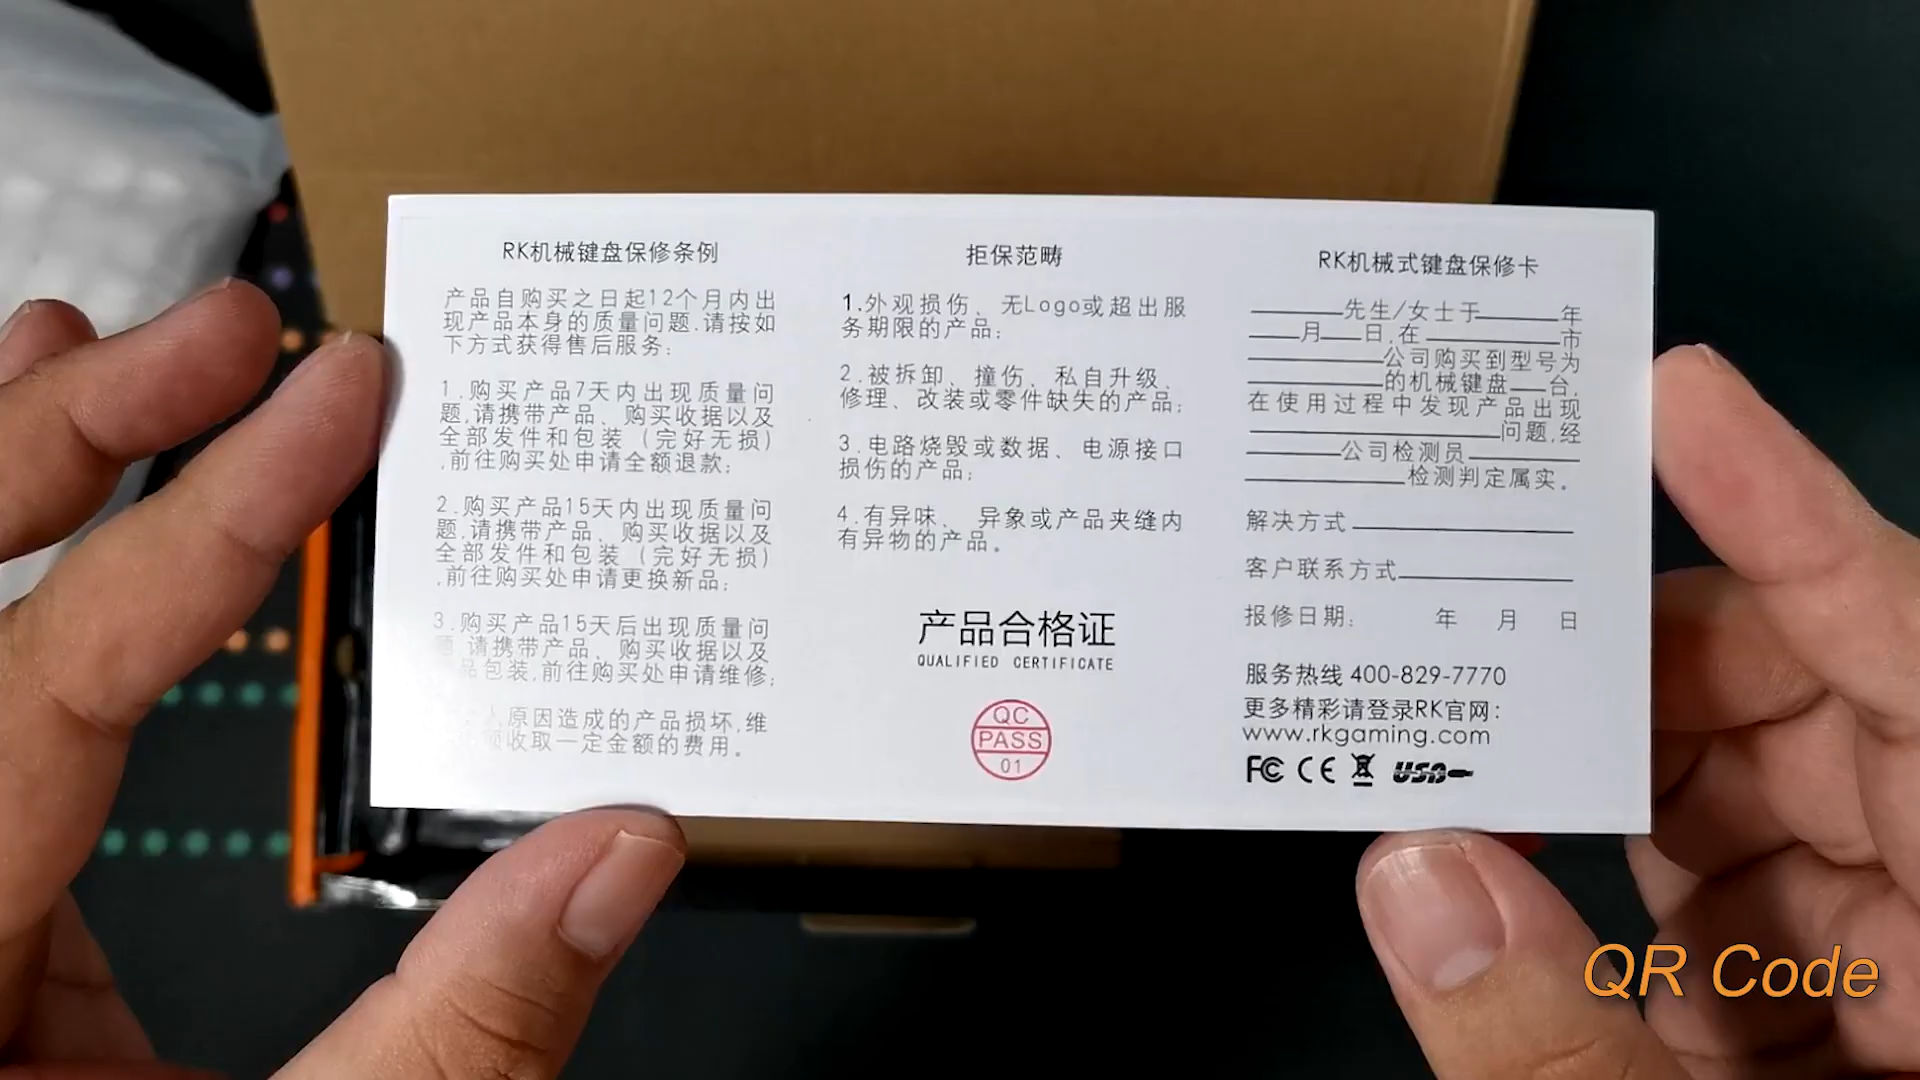 RK机械键盘保修条例
产品自购买之日起12个月内出
现产品本身的质量问题.请按如
下方式获得售后服务:
1.购买产品7天内出现质量问
题,请携带产品、购买收据以及
全部发件和包装(完好无损)
,前往购买处申请全额退款;
2.购买产品15天内出现质量问
题,请携带产品、购买收据以及
全部发件和包装(完好无损)
,前往购买处申请更换新品;
3.购买产品15天后出现质量问
请携带产品、购买收据以及
品包装,前往购买处申请维修;
原因造成的产品损坏,维
收取一定金额的费用。
拒保范畴
1.外观损伤、无Logo或超出服
务期限的产品;
2.被拆卸、撞伤、私自升级、
修理、改装或零件缺失的产品;
3.电路烧毁或数据、电源接口
损伤的产品;
4.有异味、异象或产品夹缝内
有异物的产品。
产品合格证
QUALIFIED CERTIFICATE
QC
PASS
01
RK机械式键盘保修卡
先生/女士于 年
月 日,在 市
公司购买到型号为
的机械键盘 台,
在使用过程中发现产品出现
问题,经
公司检测员
检测判定属实。
解决方式
客户联系方式
报修日期: 年 月 日
服务热线 400-829-7770
更多精彩请登录RK官网:
www.rkgaming.com
FC CE USB
QR Code